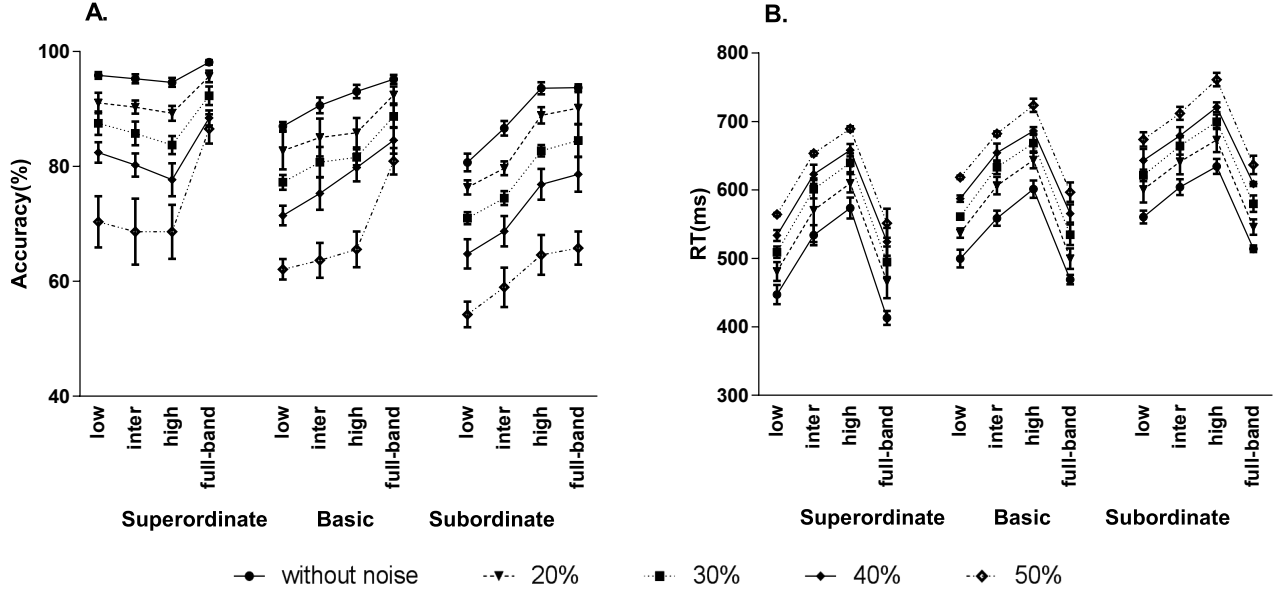 A.
B.
Accuracy(%)
100
80
60
40
low
inter
high
full-band
low
inter
high
full-band
low
inter
high
full-band
Superordinate
Basic
Subordinate
RT(ms)
800
700
600
500
400
300
low
inter
high
full-band
low
inter
high
full-band
low
inter
high
full-band
Superordinate
Basic
Subordinate
without noise
20%
30%
40%
50%